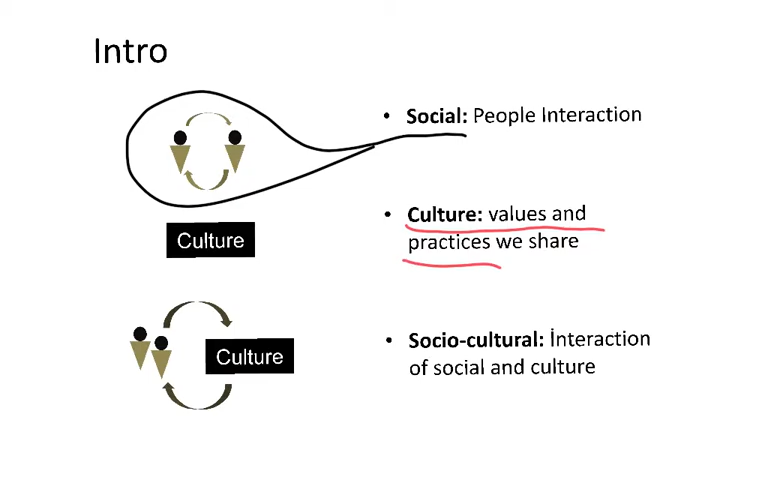 Intro
• Social: People Interaction
• Culture: values and
practices we share
Culture
• Socio-cultural: İnteraction
of social and culture
Culture